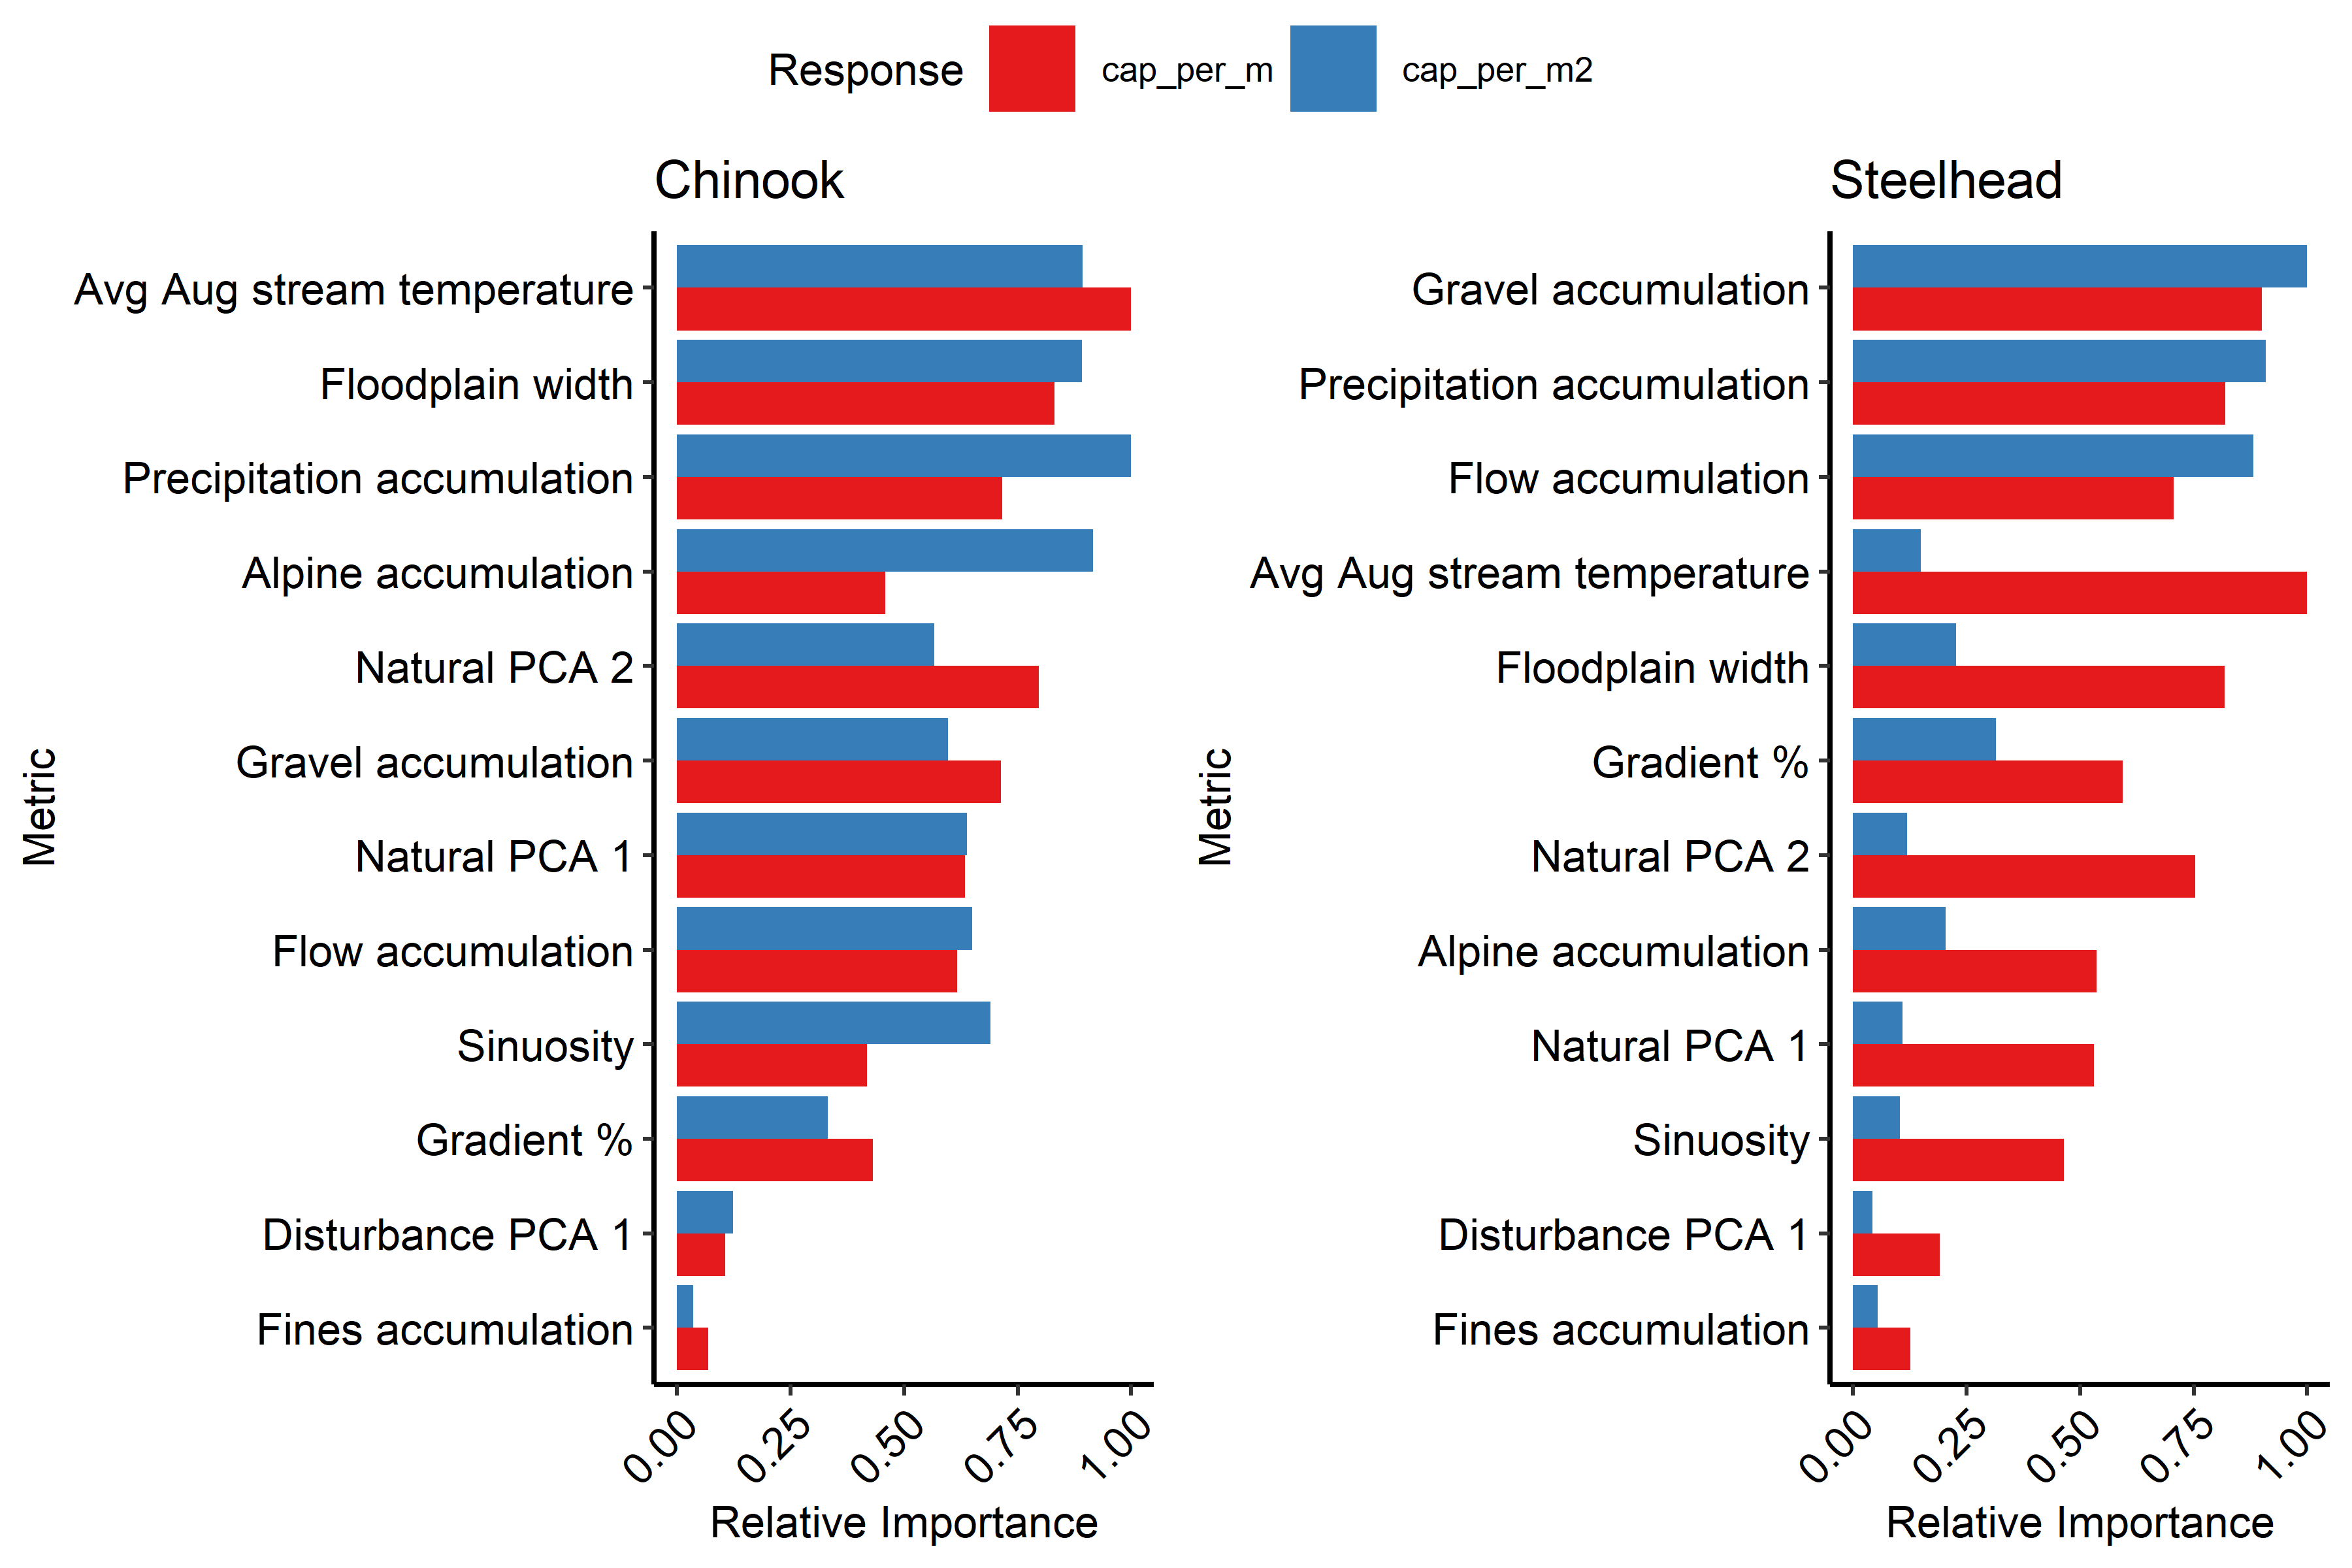 Response cap_per_m cap_per_m2
Chinook
Metric
Avg Aug stream temperature
Floodplain width
Precipitation accumulation
Alpine accumulation
Natural PCA 2
Gravel accumulation
Natural PCA 1
Flow accumulation
Sinuosity
Gradient %
Disturbance PCA 1
Fines accumulation
0.00 0.25 0.50 0.75 1.00
Relative Importance
Steelhead
Metric
Gravel accumulation
Precipitation accumulation
Flow accumulation
Avg Aug stream temperature
Floodplain width
Gradient %
Natural PCA 2
Alpine accumulation
Natural PCA 1
Sinuosity
Disturbance PCA 1
Fines accumulation
0.00 0.25 0.50 0.75 1.00
Relative Importance